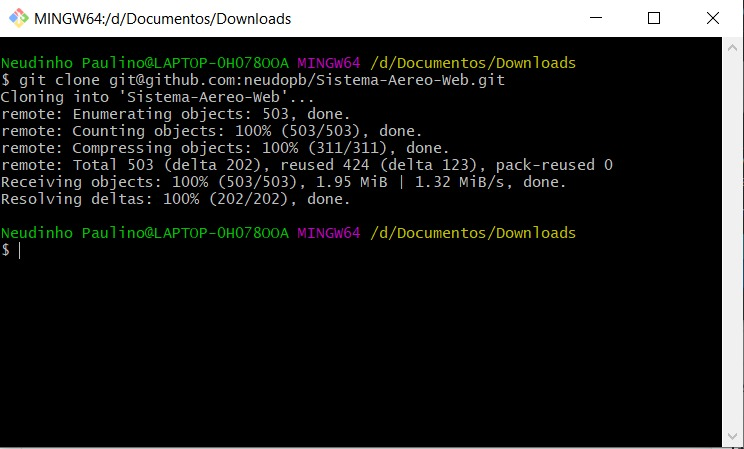 MINGW64:/d/Documentos/Downloads
Neudinho Paulino@LAPTOP-0H078OOA MINGW64 /d/Documentos/Downloads
$ git clone git@github.com:neudopb/Sistema-Aereo-Web.git
Cloning into 'Sistema-Aereo-Web'...
remote: Enumerating objects: 503, done.
remote: Counting objects: 100% (503/503), done.
remote: Compressing objects: 100% (311/311), done.
remote: Total 503 (delta 202), reused 424 (delta 123), pack-reused 0
Receiving objects: 100% (503/503), 1.95 MiB | 1.32 MiB/s, done.
Resolving deltas: 100% (202/202), done.
Neudinho Paulino@LAPTOP-0H078OOA MINGW64 /d/Documentos/Downloads
$